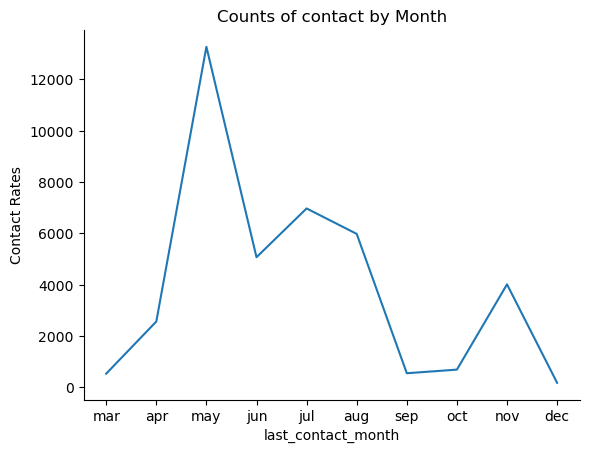 Counts of contact by Month
Contact Rates
12000
10000
8000
6000
4000
2000
0
mar apr may jun jul aug sep oct nov dec
last_contact_month